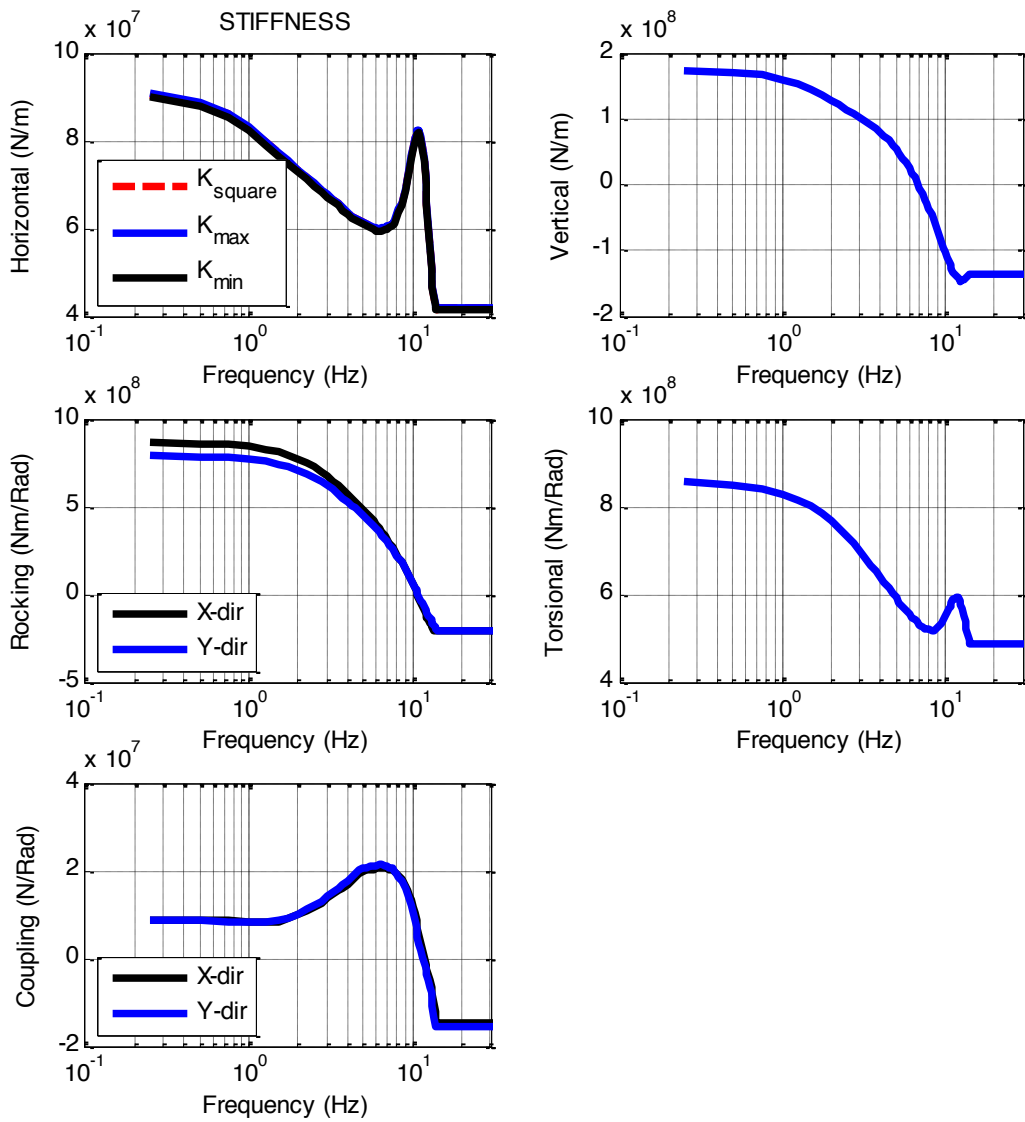 STIFFNESS
x 10^7
10
8
6
4
Horizontal (N/m)
K_square
K_max
K_min
10^-1
10^0
10^1
Frequency (Hz)
x 10^8
2
1
0
-1
-2
Vertical (N/m)
10^-1
10^0
10^1
Frequency (Hz)
x 10^8
10
5
0
-5
Rocking (Nm/Rad)
X-dir
Y-dir
10^-1
10^0
10^1
Frequency (Hz)
x 10^8
10
8
6
4
Torsional (Nm/Rad)
10^-1
10^0
10^1
Frequency (Hz)
x 10^7
4
2
0
-2
Coupling (N/Rad)
X-dir
Y-dir
10^-1
10^0
10^1
Frequency (Hz)